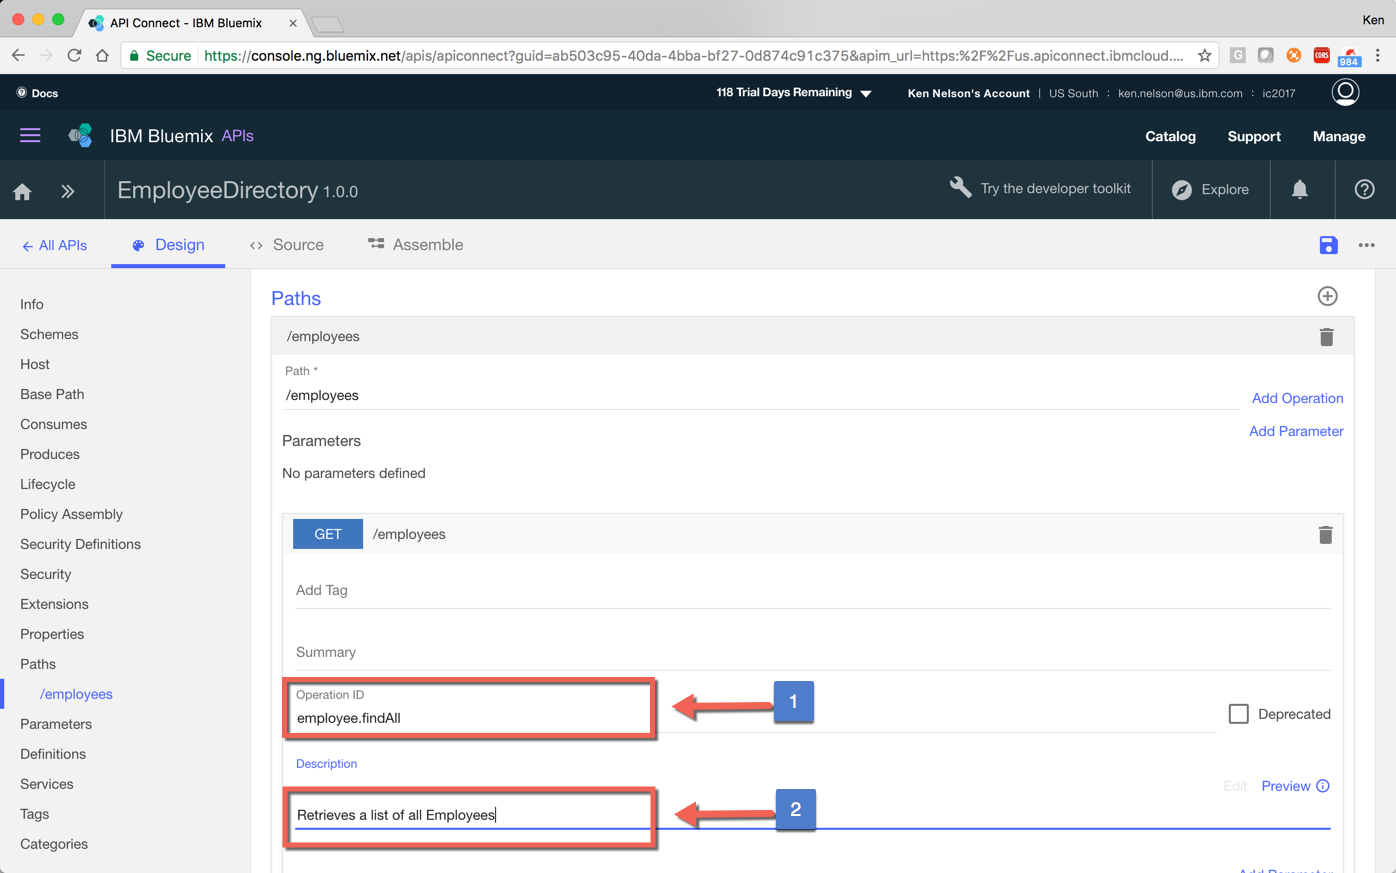 API Connect - IBM Bluemix
Ken
Secure
https://console.ng.bluemix.net/apis/apiconnect?guid=ab503c95-40da-4bba-bf27-0d874c91c375&apim_url=https:%2F%2Fus.apiconnect.ibmcloud....
G
CORS
984
Docs
118 Trial Days Remaining
Ken Nelson's Account | US South : ken.nelson@us.ibm.com : ic2017
IBM Bluemix APIs
Catalog
Support
Manage
EmployeeDirectory 1.0.0
Try the developer toolkit
Explore
All APIs
Design
Source
Assemble
Info
Schemes
Host
Base Path
Consumes
Produces
Lifecycle
Policy Assembly
Security Definitions
Security
Extensions
Properties
Paths
/employees
Parameters
Definitions
Services
Tags
Categories
Paths
/employees
Path *
/employees
Add Operation
Add Parameter
Parameters
No parameters defined
GET /employees
Add Tag
Summary
Operation ID
employee.findAll
1
Deprecated
Description
Edit Preview
Retrieves a list of all Employees
2
Add Parameter